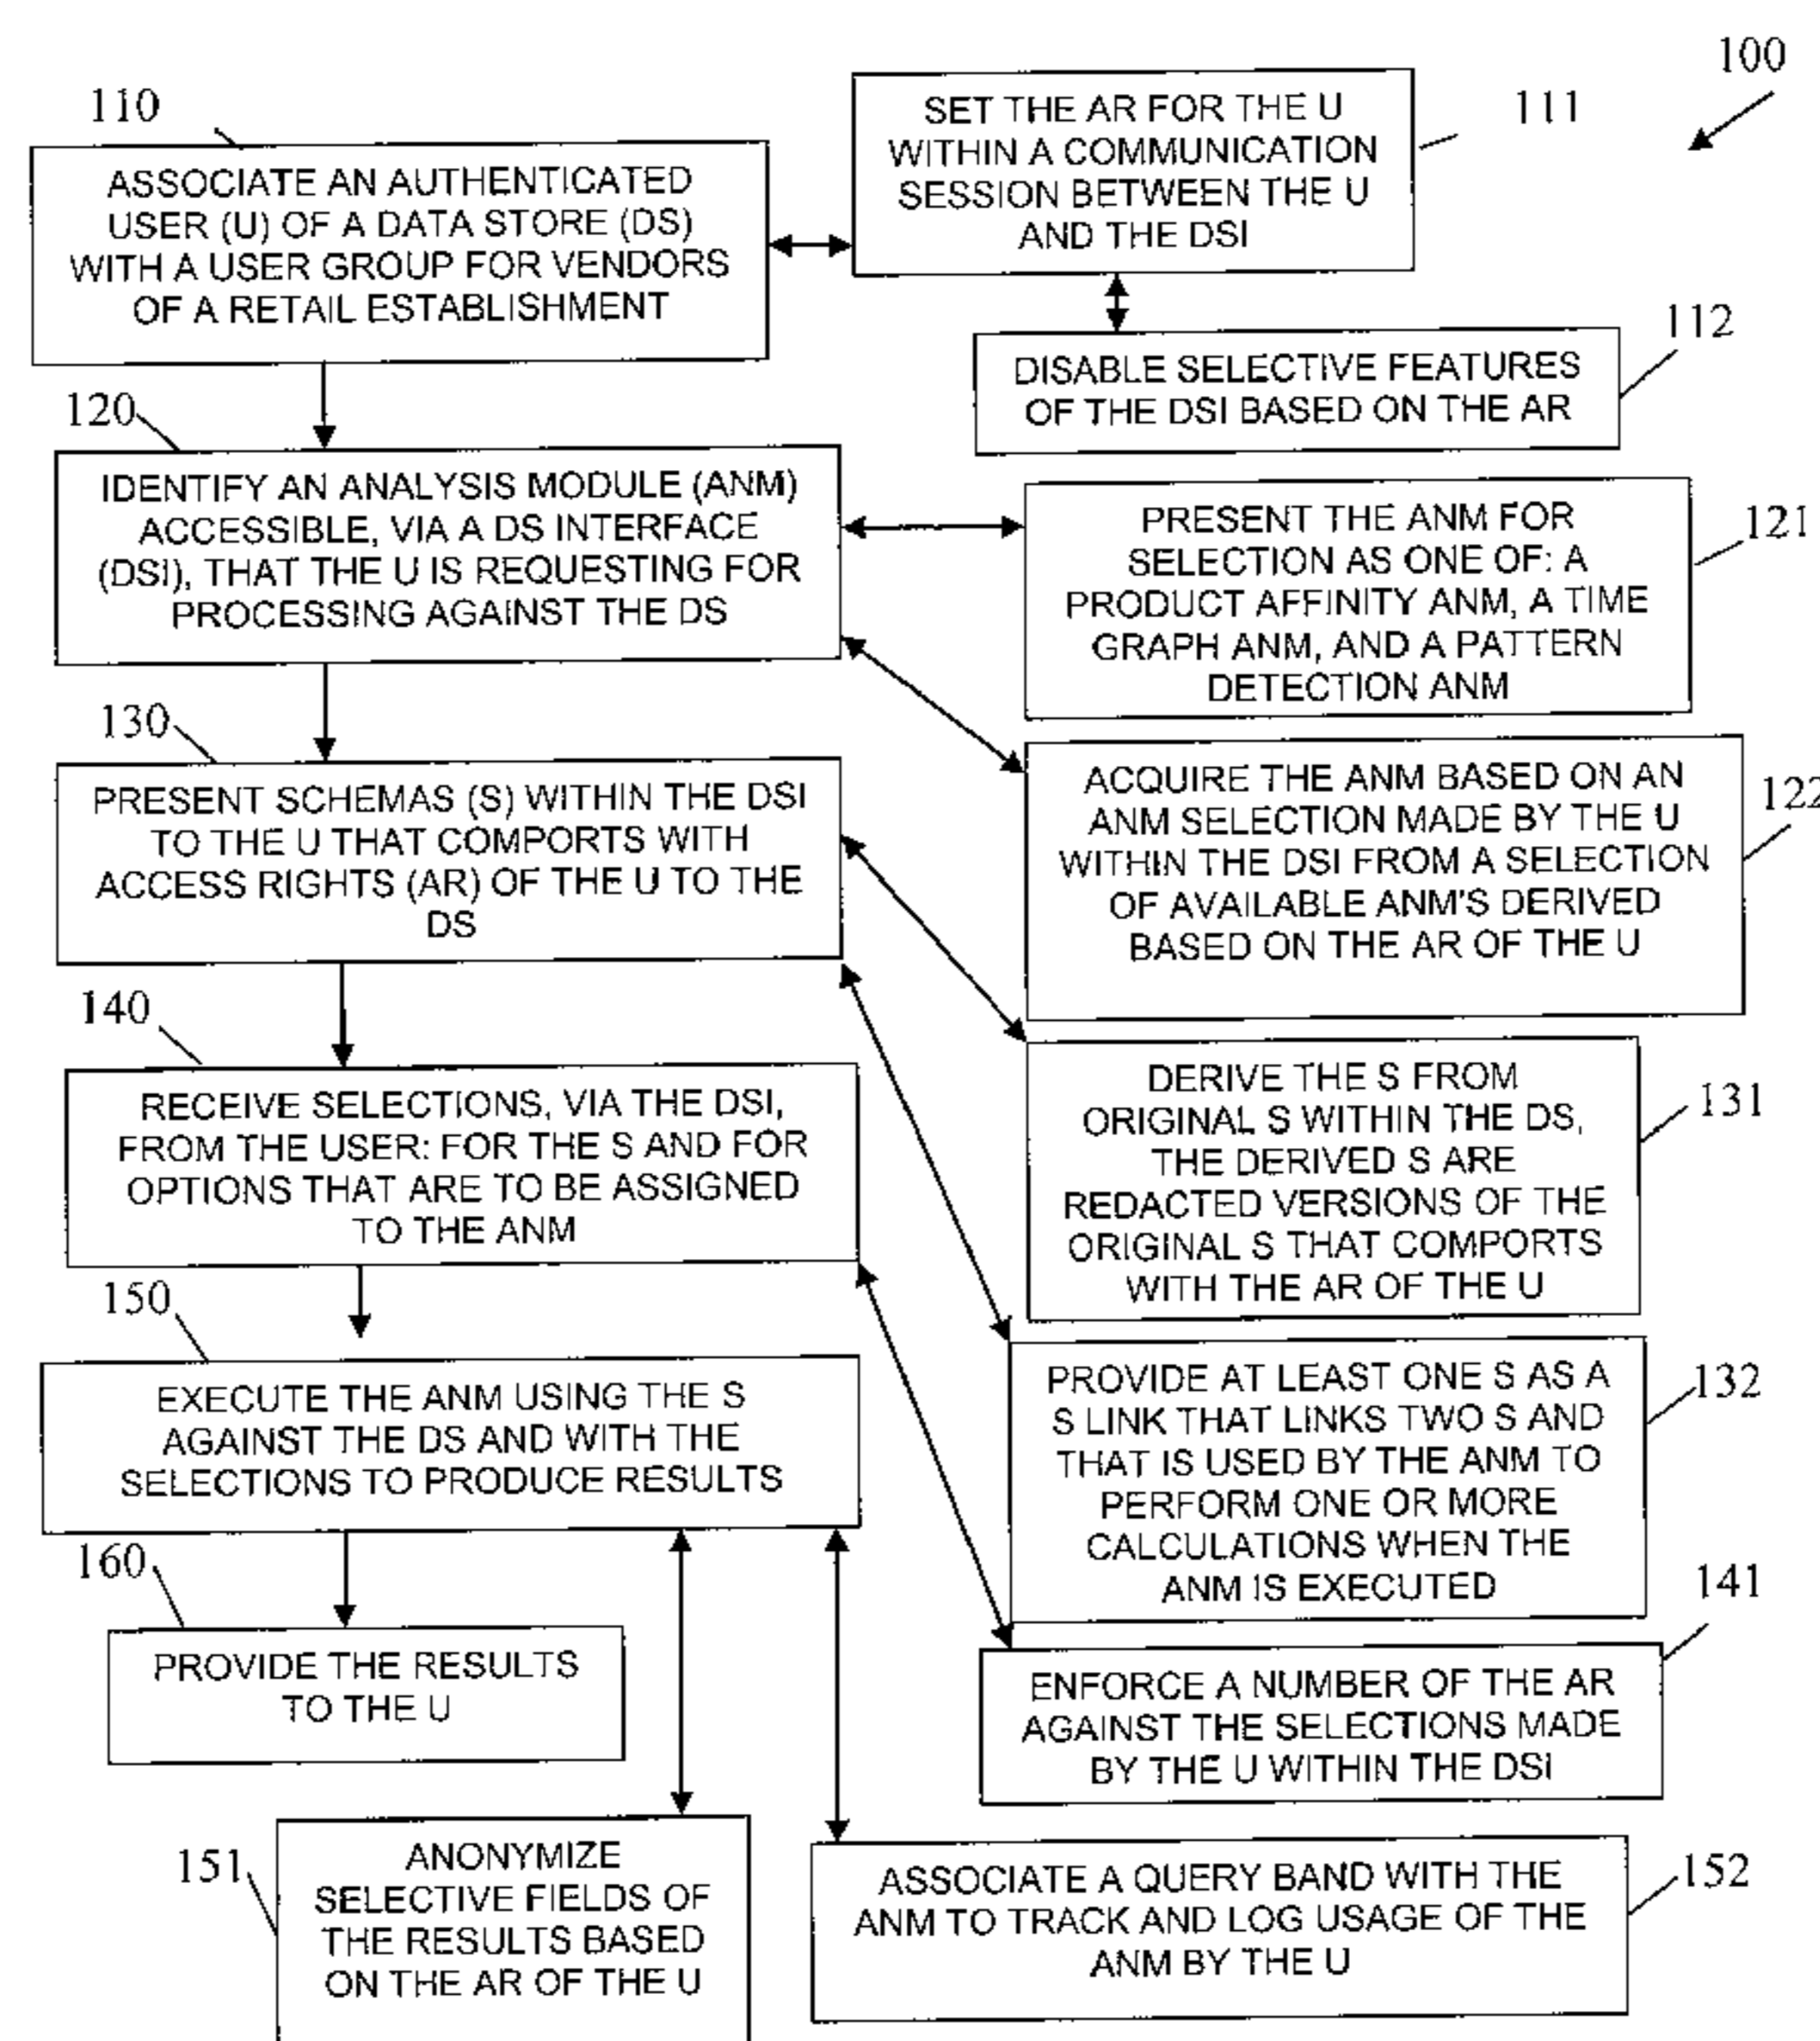 100
110
ASSOCIATE AN AUTHENTICATED
USER (U) OF A DATA STORE (DS)
WITH A USER GROUP FOR VENDORS
OF A RETAIL ESTABLISHMENT
111
SET THE AR FOR THE U
WITHIN A COMMUNICATION
SESSION BETWEEN THE U
AND THE DSI
112
DISABLE SELECTIVE FEATURES
OF THE DSI BASED ON THE AR
120
IDENTIFY AN ANALYSIS MODULE (ANM)
ACCESSIBLE, VIA A DS INTERFACE
(DSI), THAT THE U IS REQUESTING FOR
PROCESSING AGAINST THE DS
121
PRESENT THE ANM FOR
SELECTION AS ONE OF: A
PRODUCT AFFINITY ANM, A TIME
GRAPH ANM, AND A PATTERN
DETECTION ANM
122
ACQUIRE THE ANM BASED ON AN
ANM SELECTION MADE BY THE U
WITHIN THE DSI FROM A SELECTION
OF AVAILABLE ANM'S DERIVED
BASED ON THE AR OF THE U
130
PRESENT SCHEMAS (S) WITHIN THE DSI
TO THE U THAT COMPORTS WITH
ACCESS RIGHTS (AR) OF THE U TO THE
DS
131
DERIVE THE S FROM
ORIGINAL S WITHIN THE DS,
THE DERIVED S ARE
REDACTED VERSIONS OF THE
ORIGINAL S THAT COMPORTS
WITH THE AR OF THE U
132
PROVIDE AT LEAST ONE S AS A
S LINK THAT LINKS TWO S AND
THAT IS USED BY THE ANM TO
PERFORM ONE OR MORE
CALCULATIONS WHEN THE
ANM IS EXECUTED
140
RECEIVE SELECTIONS, VIA THE DSI,
FROM THE USER: FOR THE S AND FOR
OPTIONS THAT ARE TO BE ASSIGNED
TO THE ANM
141
ENFORCE A NUMBER OF THE AR
AGAINST THE SELECTIONS MADE
BY THE U WITHIN THE DSI
150
EXECUTE THE ANM USING THE S
AGAINST THE DS AND WITH THE
SELECTIONS TO PRODUCE RESULTS
160
PROVIDE THE RESULTS
TO THE U
151
ANONYMIZE
SELECTIVE FIELDS OF
THE RESULTS BASED
ON THE AR OF THE U
152
ASSOCIATE A QUERY BAND WITH THE
ANM TO TRACK AND LOG USAGE OF THE
ANM BY THE U